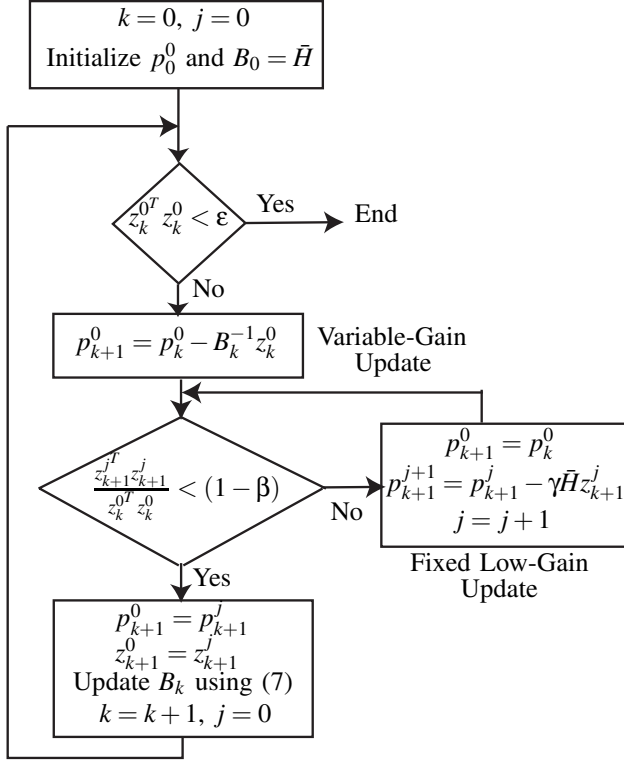 k = 0, j = 0
Initialize p_0^0 and B_0 = H̄
z_k^{0^T} z_k^0 < ε
Yes
End
No
p_{k+1}^0 = p_k^0 − B_k^{-1} z_k^0
Variable-Gain
Update
z_{k+1}^{j^T} z_{k+1}^j / z_k^{0^T} z_k^0 < (1 − β)
No
p_{k+1}^0 = p_k^0
p_{k+1}^{j+1} = p_{k+1}^j − γH̄z_{k+1}^j
j = j + 1
Fixed Low-Gain
Update
Yes
p_{k+1}^0 = p_{k+1}^j
z_{k+1}^0 = z_{k+1}^j
Update B_k using (7)
k = k + 1, j = 0